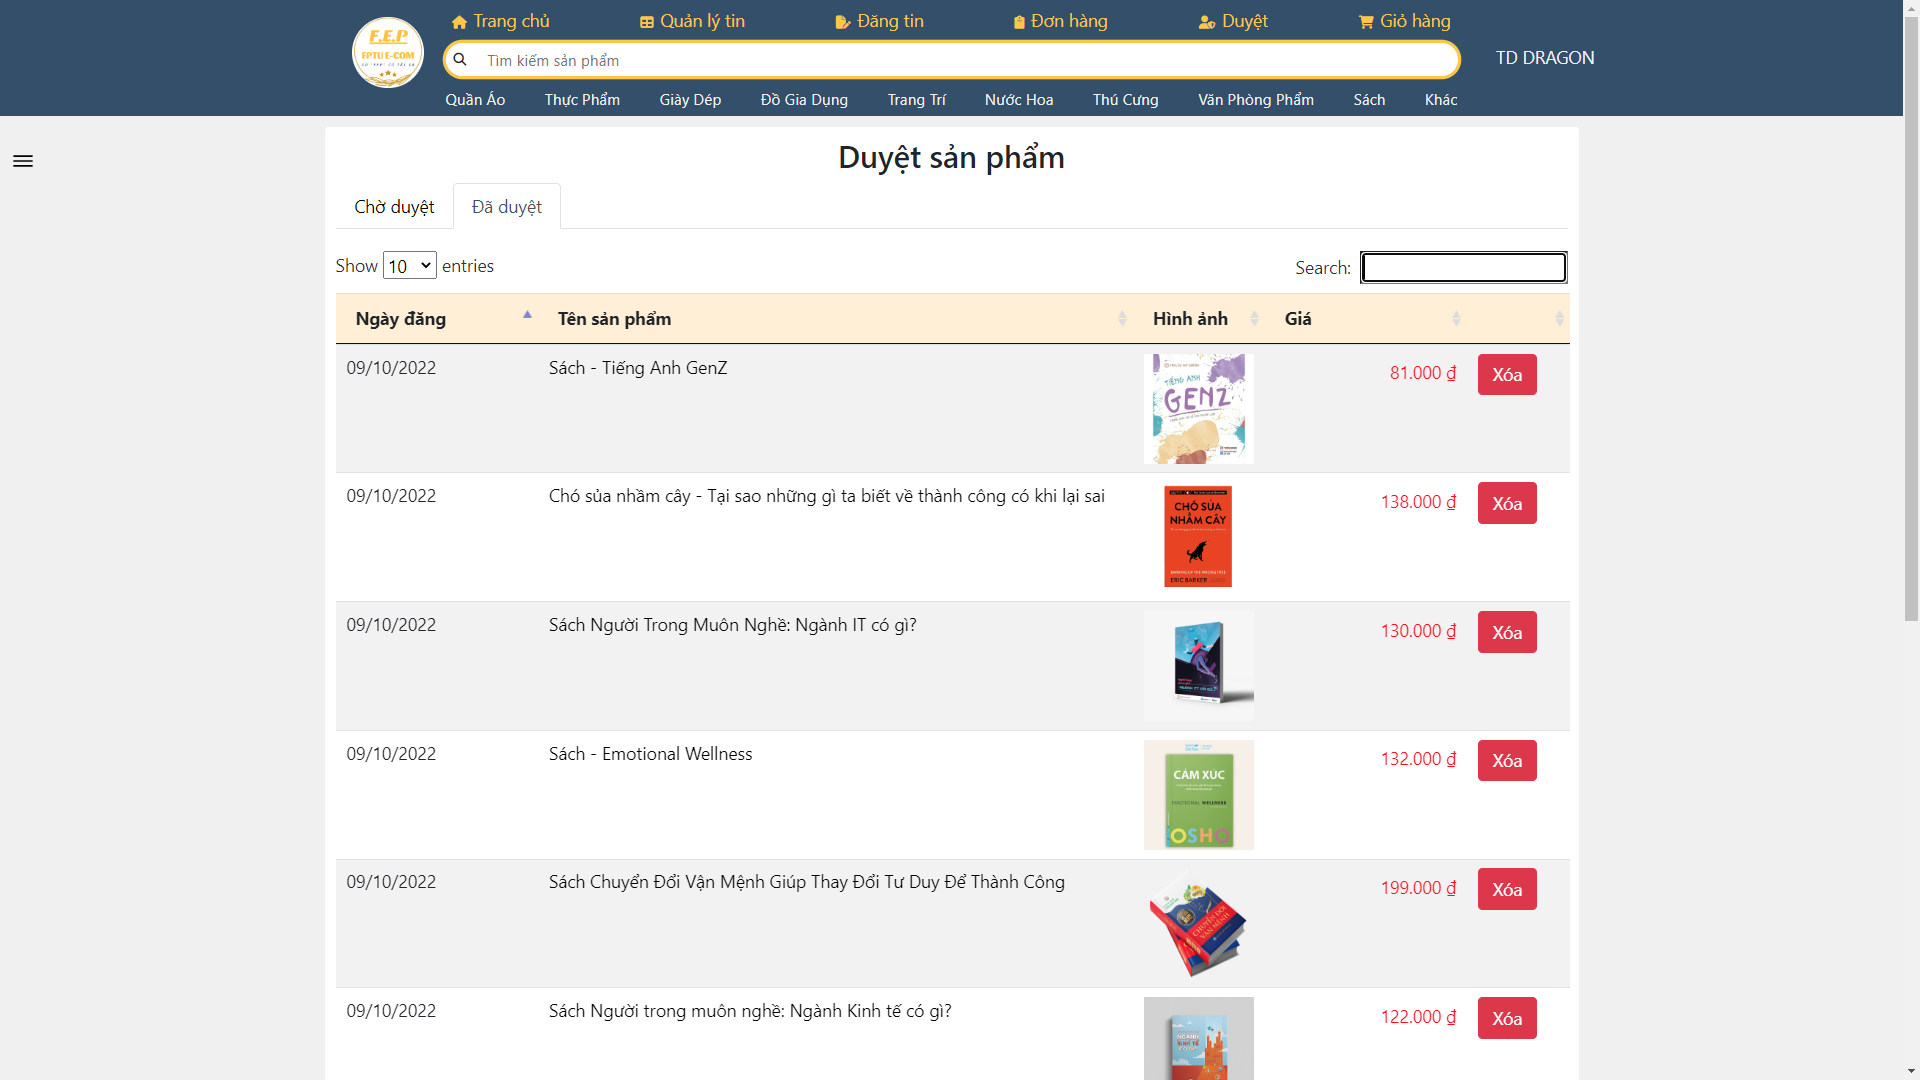 Trang chủ
Quản lý tin
Đăng tin
Đơn hàng
Duyệt
Giỏ hàng
F.E.P
FPTU E-COM
Tìm kiếm sản phẩm
TD DRAGON
Quần Áo
Thực Phẩm
Giày Dép
Đồ Gia Dụng
Trang Trí
Nước Hoa
Thú Cưng
Văn Phòng Phẩm
Sách
Khác
Duyệt sản phẩm
Chờ duyệt
Đã duyệt
Show 10 entries
Search:
Ngày đăng
Tên sản phẩm
Hình ảnh
Giá
09/10/2022
Sách - Tiếng Anh GenZ
TIẾNG ANH
GENZ
81.000 ₫
Xóa
09/10/2022
Chó sủa nhầm cây - Tại sao những gì ta biết về thành công có khi lại sai
CHÓ SỦA
NHẦM CÂY
ERIC BARKER
138.000 ₫
Xóa
09/10/2022
Sách Người Trong Muôn Nghề: Ngành IT có gì?
130.000 ₫
Xóa
09/10/2022
Sách - Emotional Wellness
CẢM XÚC
EMOTIONAL WELLNESS
OSHO
132.000 ₫
Xóa
09/10/2022
Sách Chuyển Đổi Vận Mệnh Giúp Thay Đổi Tư Duy Để Thành Công
CHUYỂN ĐỔI
VẬN MỆNH
199.000 ₫
Xóa
09/10/2022
Sách Người trong muôn nghề: Ngành Kinh tế có gì?
122.000 ₫
Xóa